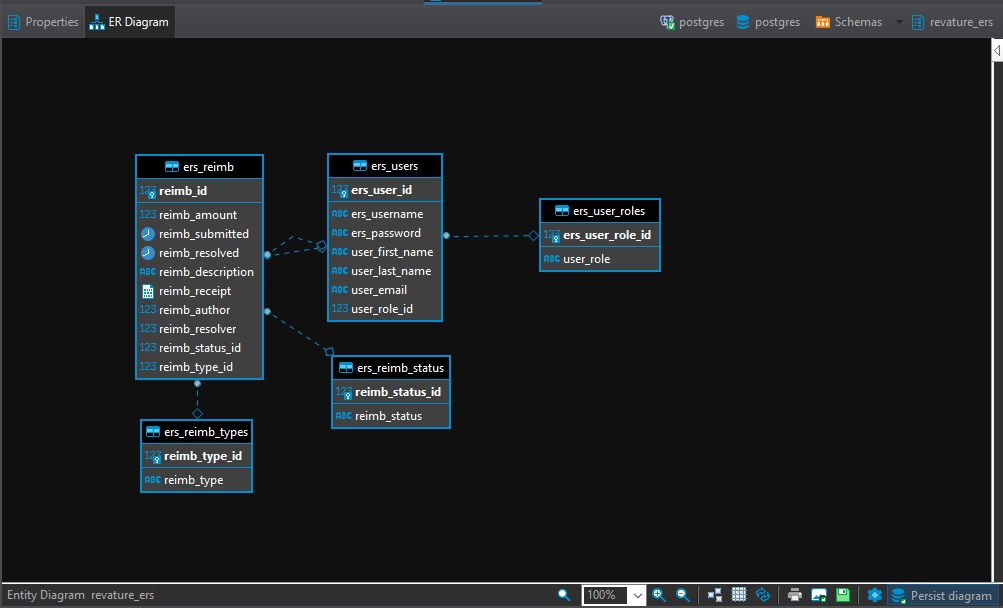 Properties
ER Diagram
postgres
postgres
Schemas
revature_ers
ers_reimb
123 reimb_id
123 reimb_amount
reimb_submitted
reimb_resolved
ABC reimb_description
reimb_receipt
123 reimb_author
123 reimb_resolver
123 reimb_status_id
123 reimb_type_id
ers_users
123 ers_user_id
ABC ers_username
ABC ers_password
ABC user_first_name
ABC user_last_name
ABC user_email
123 user_role_id
ers_user_roles
123 ers_user_role_id
ABC user_role
ers_reimb_status
123 reimb_status_id
ABC reimb_status
ers_reimb_types
123 reimb_type_id
ABC reimb_type
Entity Diagram revature_ers
100%
Persist diagram